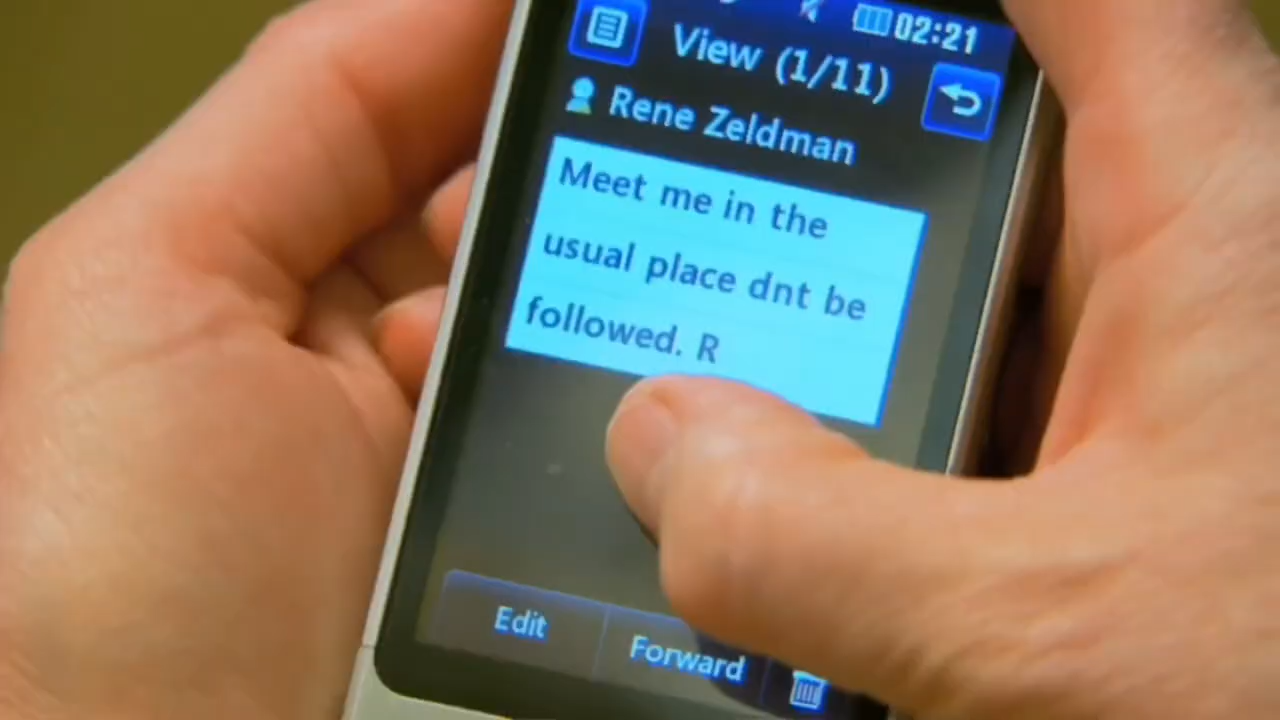 02:21
View (1/11)
Rene Zeldman
Meet me in the
usual place dnt be
followed. R
Edit
Forward